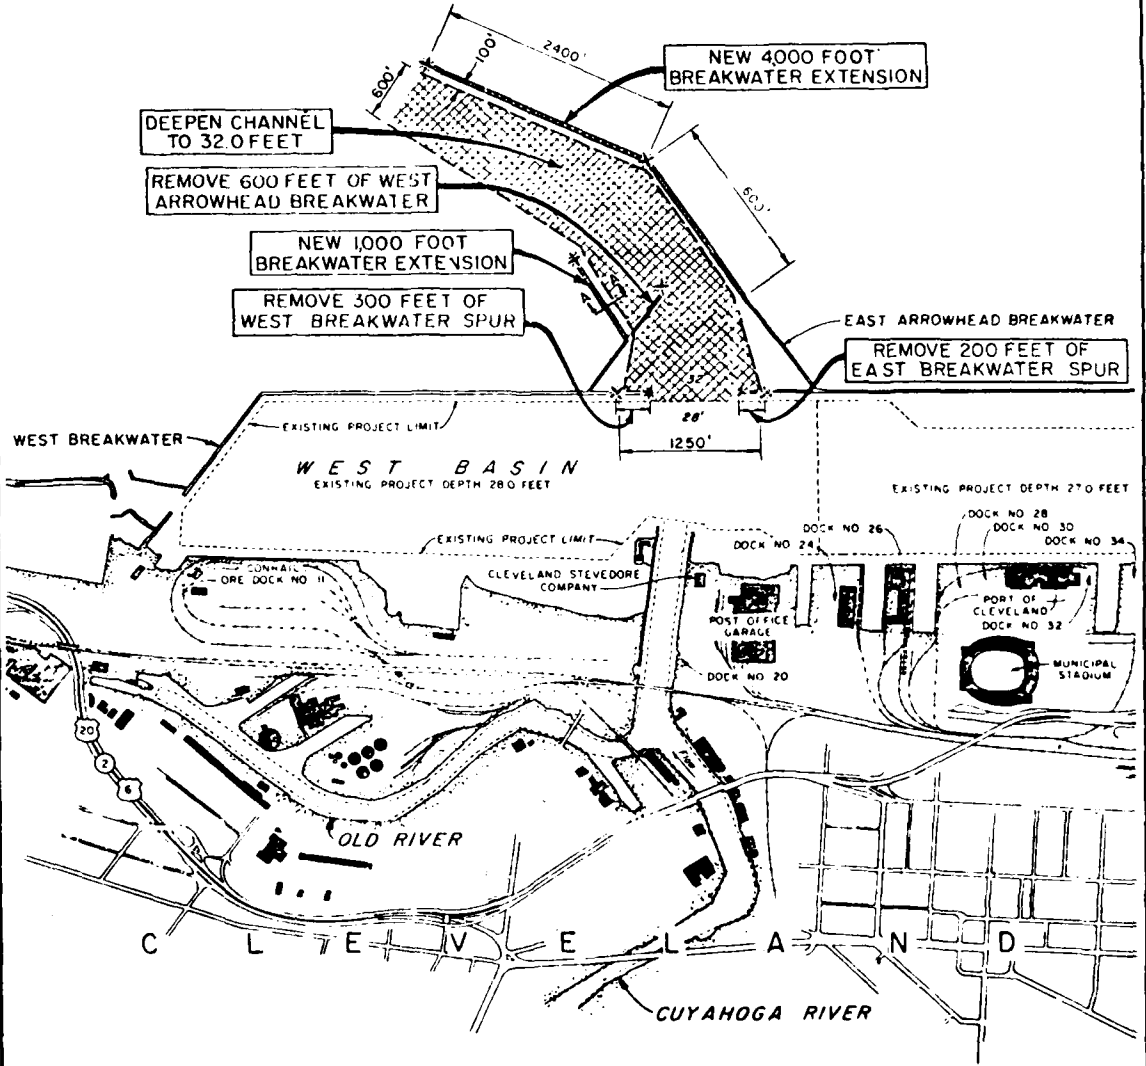 2400'
100'
600'
NEW 4,000 FOOT
BREAKWATER EXTENSION
DEEPEN CHANNEL
TO 32.0 FEET
REMOVE 600 FEET OF WEST
ARROWHEAD BREAKWATER
600'
NEW 1,000 FOOT
BREAKWATER EXTENSION
A
A
REMOVE 300 FEET OF
WEST BREAKWATER SPUR
EAST ARROWHEAD BREAKWATER
REMOVE 200 FEET OF
EAST BREAKWATER SPUR
32'
28'
1250'
EXISTING PROJECT LIMIT
WEST BREAKWATER
WEST BASIN
EXISTING PROJECT DEPTH 28.0 FEET
EXISTING PROJECT DEPTH 27.0 FEET
EXISTING PROJECT LIMIT
DOCK NO 24
DOCK NO 26
DOCK NO 28
DOCK NO 30
DOCK NO 34
CONRAIL
ORE DOCK NO 11
CLEVELAND STEVEDORE
COMPANY
POST OFFICE
GARAGE
PORT OF
CLEVELAND
DOCK NO 32
DOCK NO 20
MUNICIPAL
STADIUM
20
2
6
OLD RIVER
CLEVELAND
CUYAHOGA RIVER